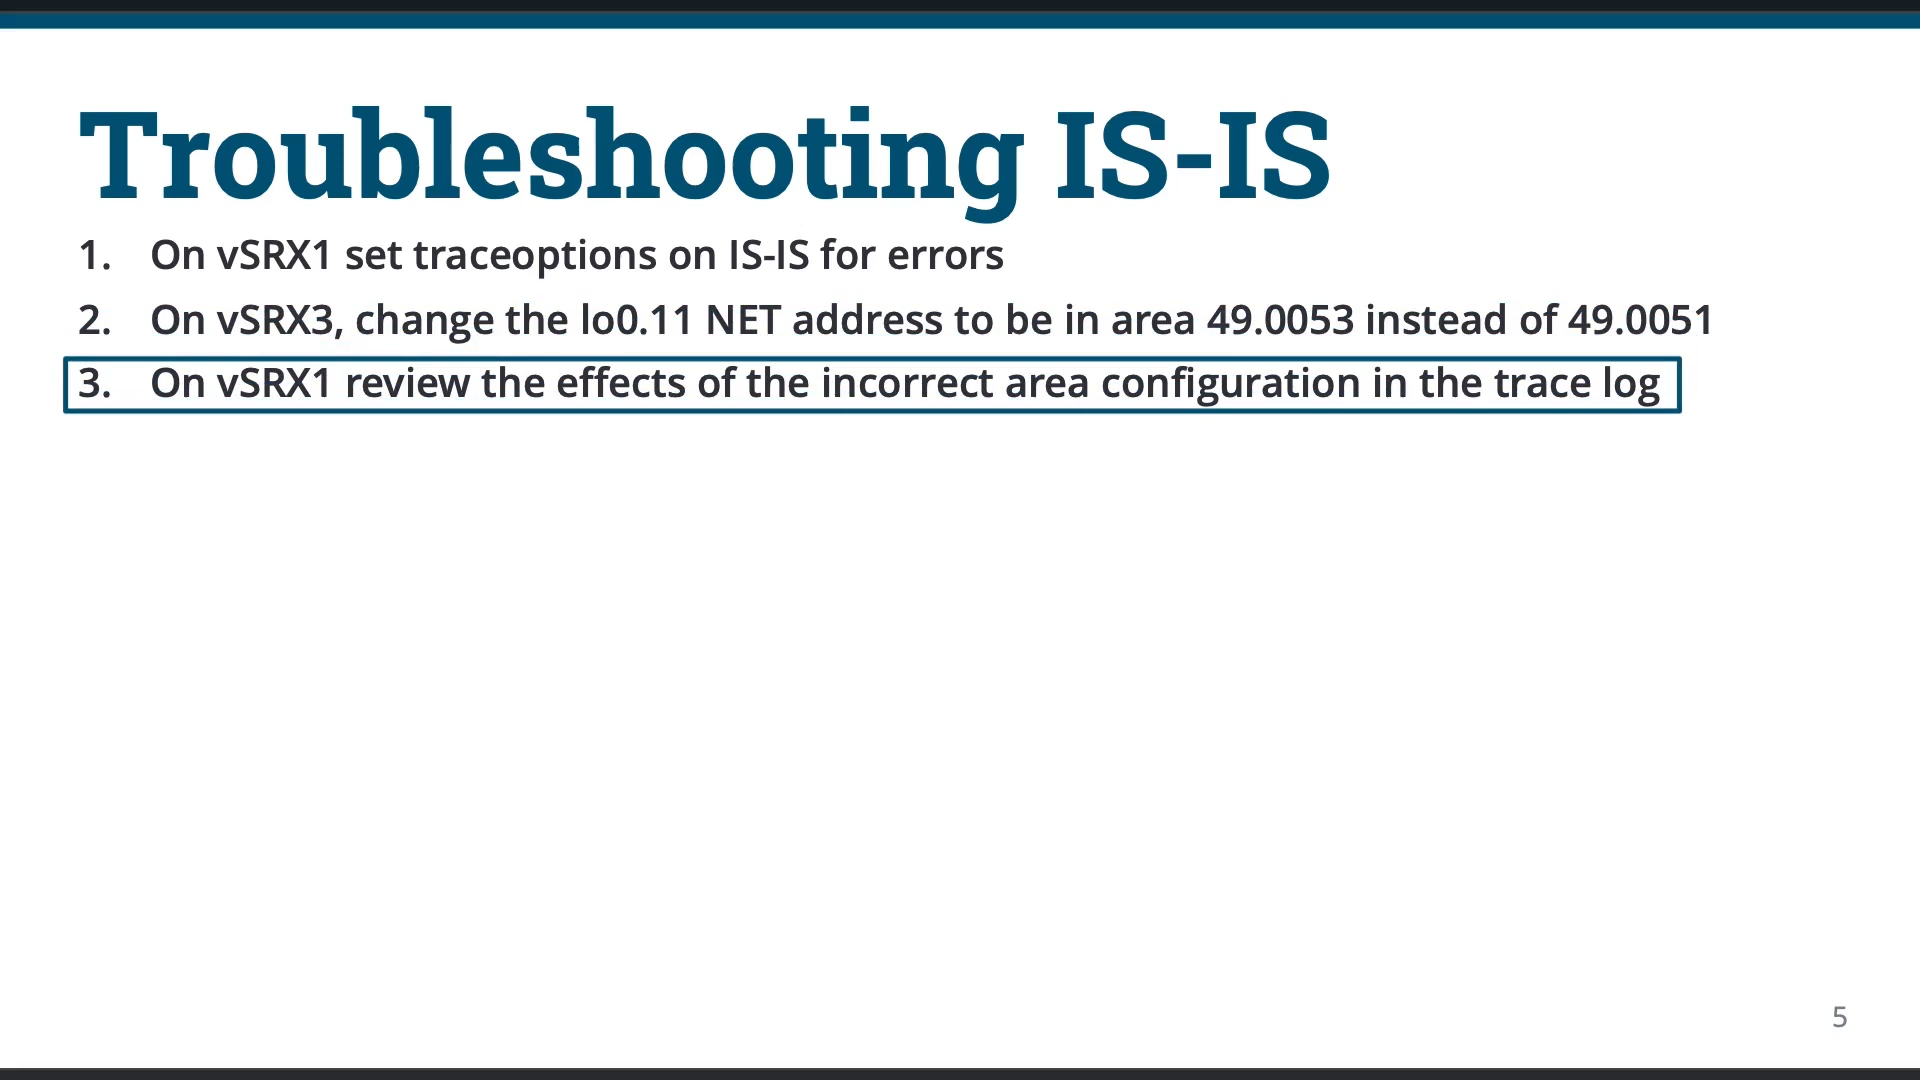 Troubleshooting IS-IS
1. On vSRX1 set traceoptions on IS-IS for errors
2. On vSRX3, change the lo0.11 NET address to be in area 49.0053 instead of 49.0051
3. On vSRX1 review the effects of the incorrect area configuration in the trace log
5